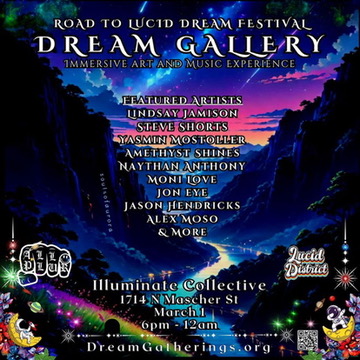 Road to Lucid Dream Festival
Dream Gallery
Immersive Art and Music Experience
Featured Artists
Lindsay Jamison
Steve Shorts
Yasmin Mostoller
Amethyst Shines
Naython Anthony
Moni Love
Jon Eye
Jason Hendricks
Alex Moso
& More
Lucid
District
Illuminate Collective
1714 N Mascher St
March 1
6pm - 12am
DreamGatherings.org